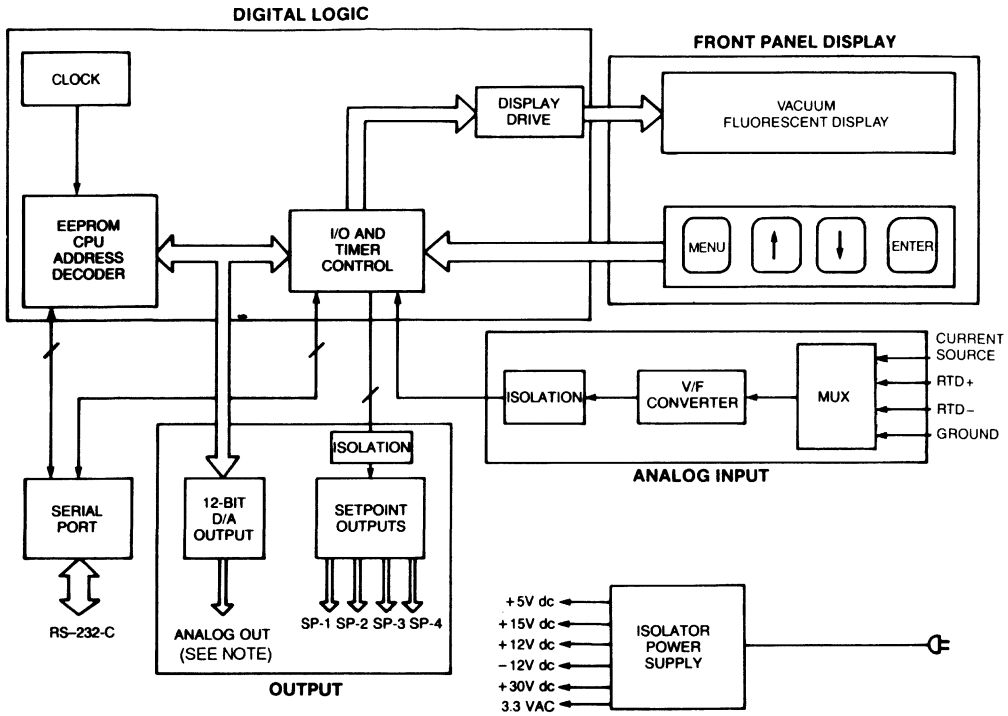 DIGITAL LOGIC
CLOCK
EEPROM
CPU
ADDRESS
DECODER
I/O AND
TIMER
CONTROL
DISPLAY
DRIVE
FRONT PANEL DISPLAY
VACUUM
FLUORESCENT DISPLAY
MENU
ENTER
ISOLATION
V/F
CONVERTER
MUX
CURRENT
SOURCE
RTD+
RTD−
GROUND
ANALOG INPUT
SERIAL
PORT
RS-232-C
12-BIT
D/A
OUTPUT
ANALOG OUT
(SEE NOTE)
ISOLATION
SETPOINT
OUTPUTS
SP-1 SP-2 SP-3 SP-4
OUTPUT
+5V dc
+15V dc
+12V dc
−12V dc
+30V dc
3.3 VAC
ISOLATOR
POWER
SUPPLY